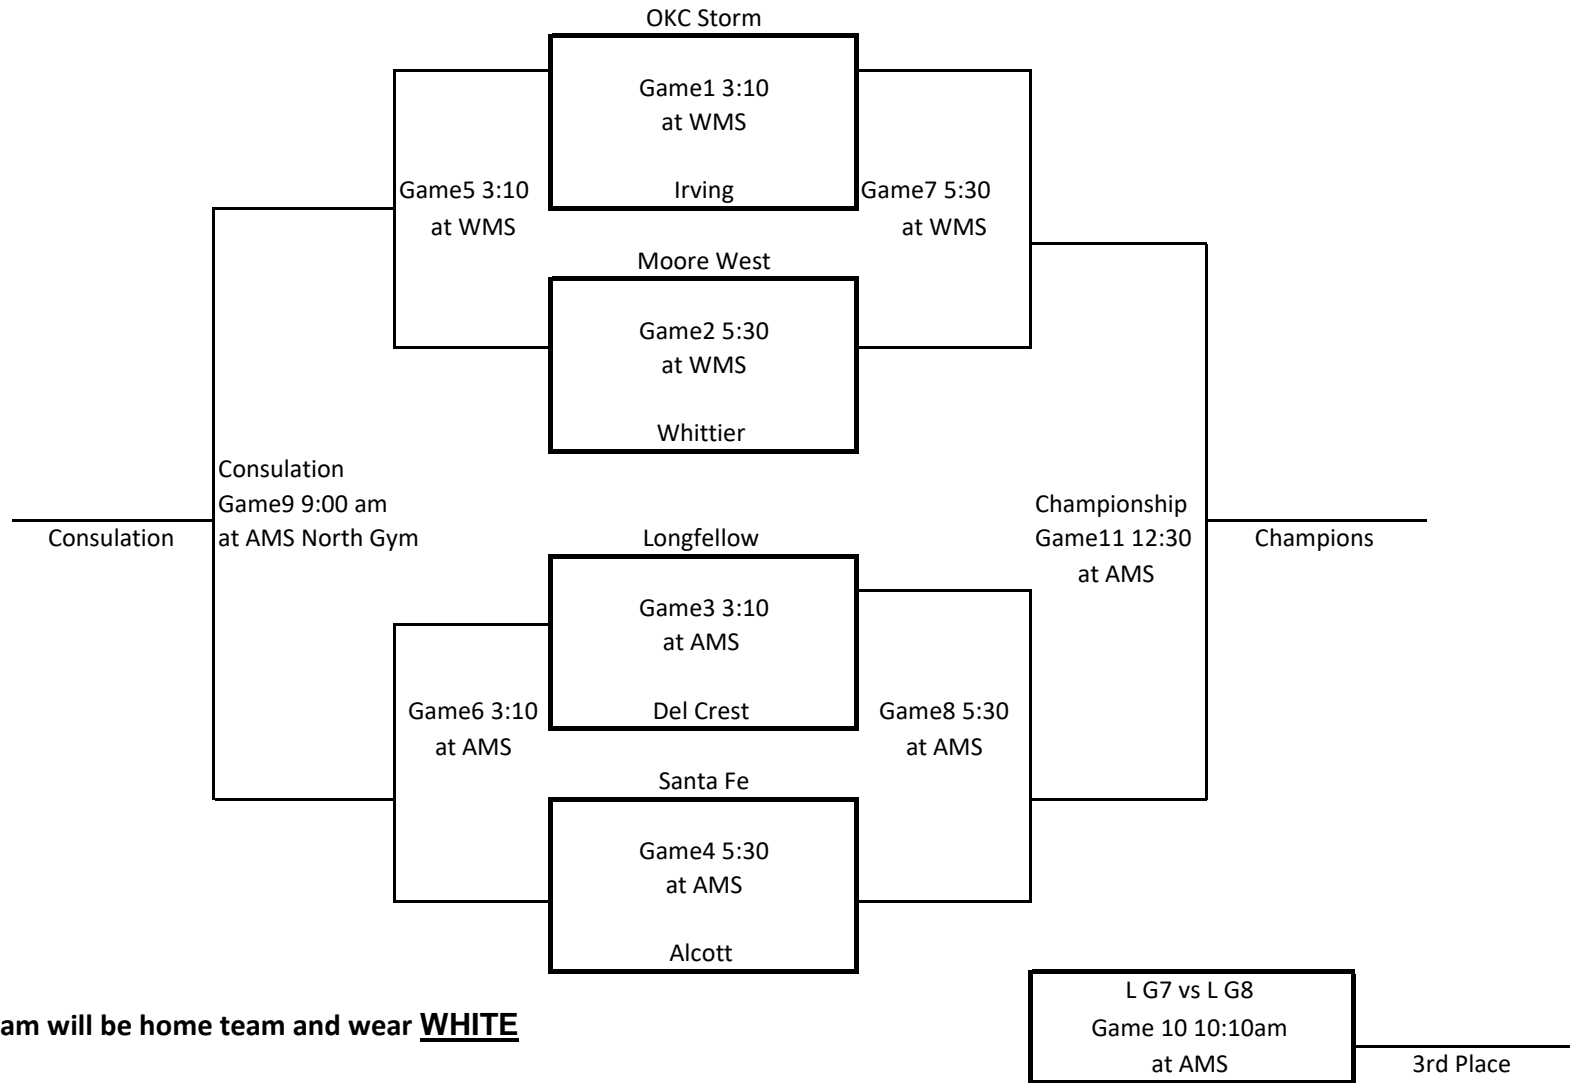 OKC Storm
Game1 3:10
at WMS
Irving
Game5 3:10
at WMS
Game7 5:30
at WMS
Moore West
Game2 5:30
at WMS
Whittier
Consulation
Game9 9:00 am
at AMS North Gym
Consulation
Championship
Game11 12:30
at AMS
Champions
Longfellow
Game3 3:10
at AMS
Del Crest
Game6 3:10
at AMS
Game8 5:30
at AMS
Santa Fe
Game4 5:30
at AMS
Alcott
L G7 vs L G8
Game 10 10:10am
at AMS
3rd Place
am will be home team and wear WHITE